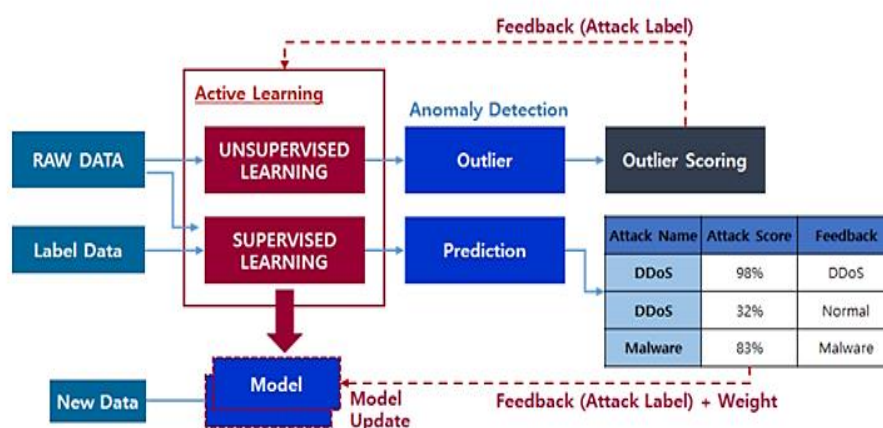 Feedback (Attack Label)
Active Learning
Anomaly Detection
RAW DATA
UNSUPERVISED
LEARNING
Outlier
Outlier Scoring
Label Data
SUPERVISED
LEARNING
Prediction
Attack Name Attack Score Feedback
DDoS 98% DDoS
DDoS 32% Normal
Malware 83% Malware
Model
New Data
Model
Update
Feedback (Attack Label) + Weight